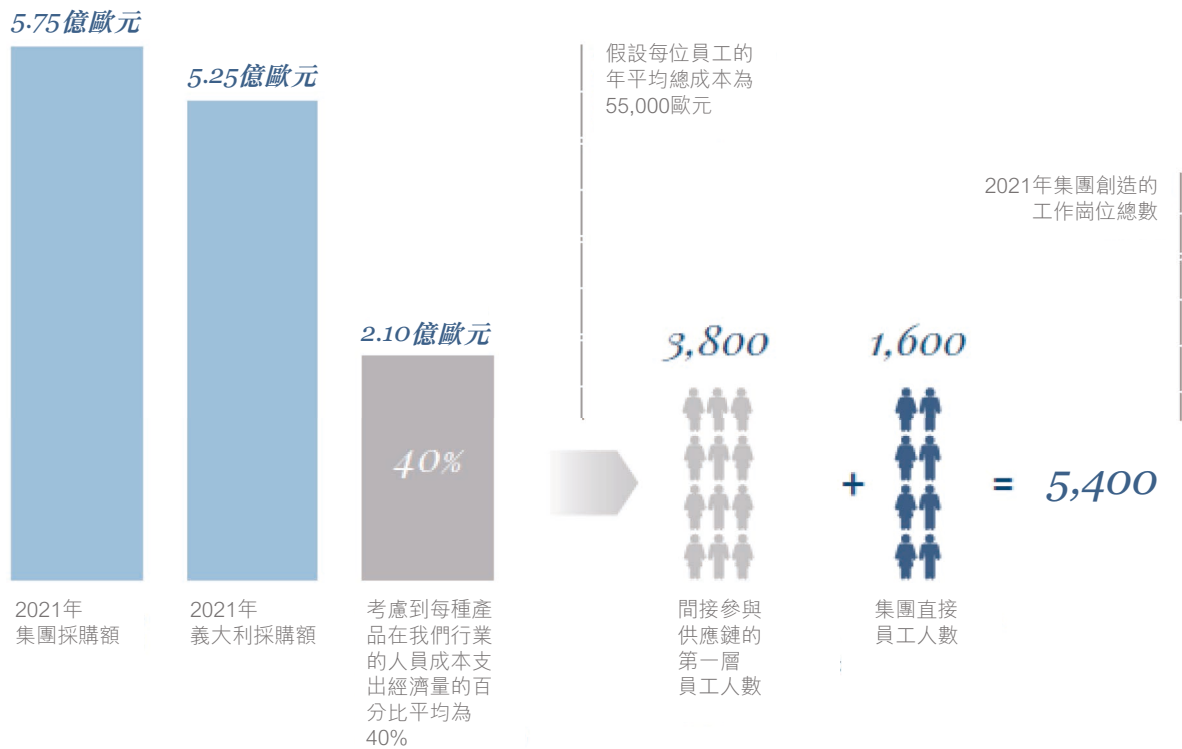 5.75億歐元
5.25億歐元
2.10億歐元
40%
2021年
集團採購額
2021年
義大利採購額
考慮到每種產
品在我們行業
的人員成本支
出經濟量的百
分比平均為
40%
假設每位員工的
年平均總成本為
55,000歐元
3,800
間接參與
供應鏈的
第一層
員工人數
+
1,600
集團直接
員工人數
=
5,400
2021年集團創造的
工作崗位總數